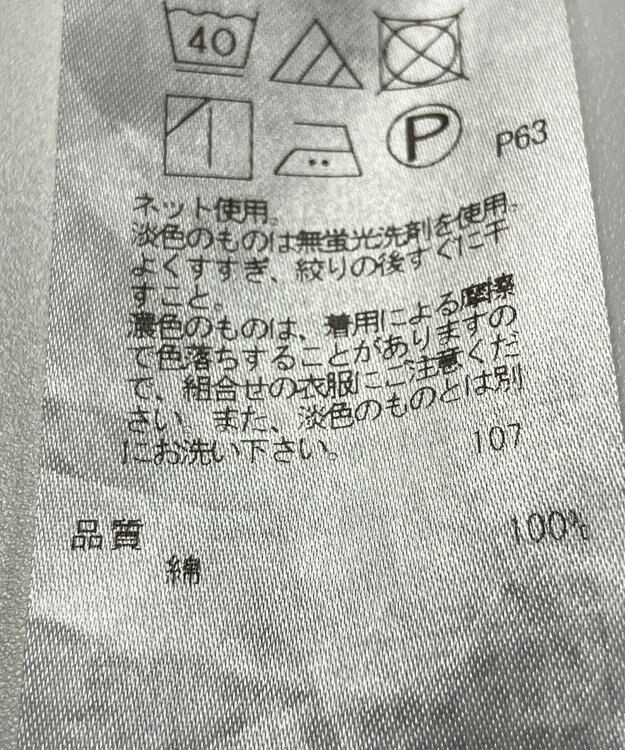 40
P
P63
ネット使用。
淡色のものは無蛍光洗剤を使用。
よくすすぎ、絞りの後すぐに干
すこと。
濃色のものは、着用による摩擦
で色落ちすることがありますの
で、組合せの衣服にご注意くだ
さい。また、淡色のものとは別
にお洗い下さい。
107
品質
100%
綿